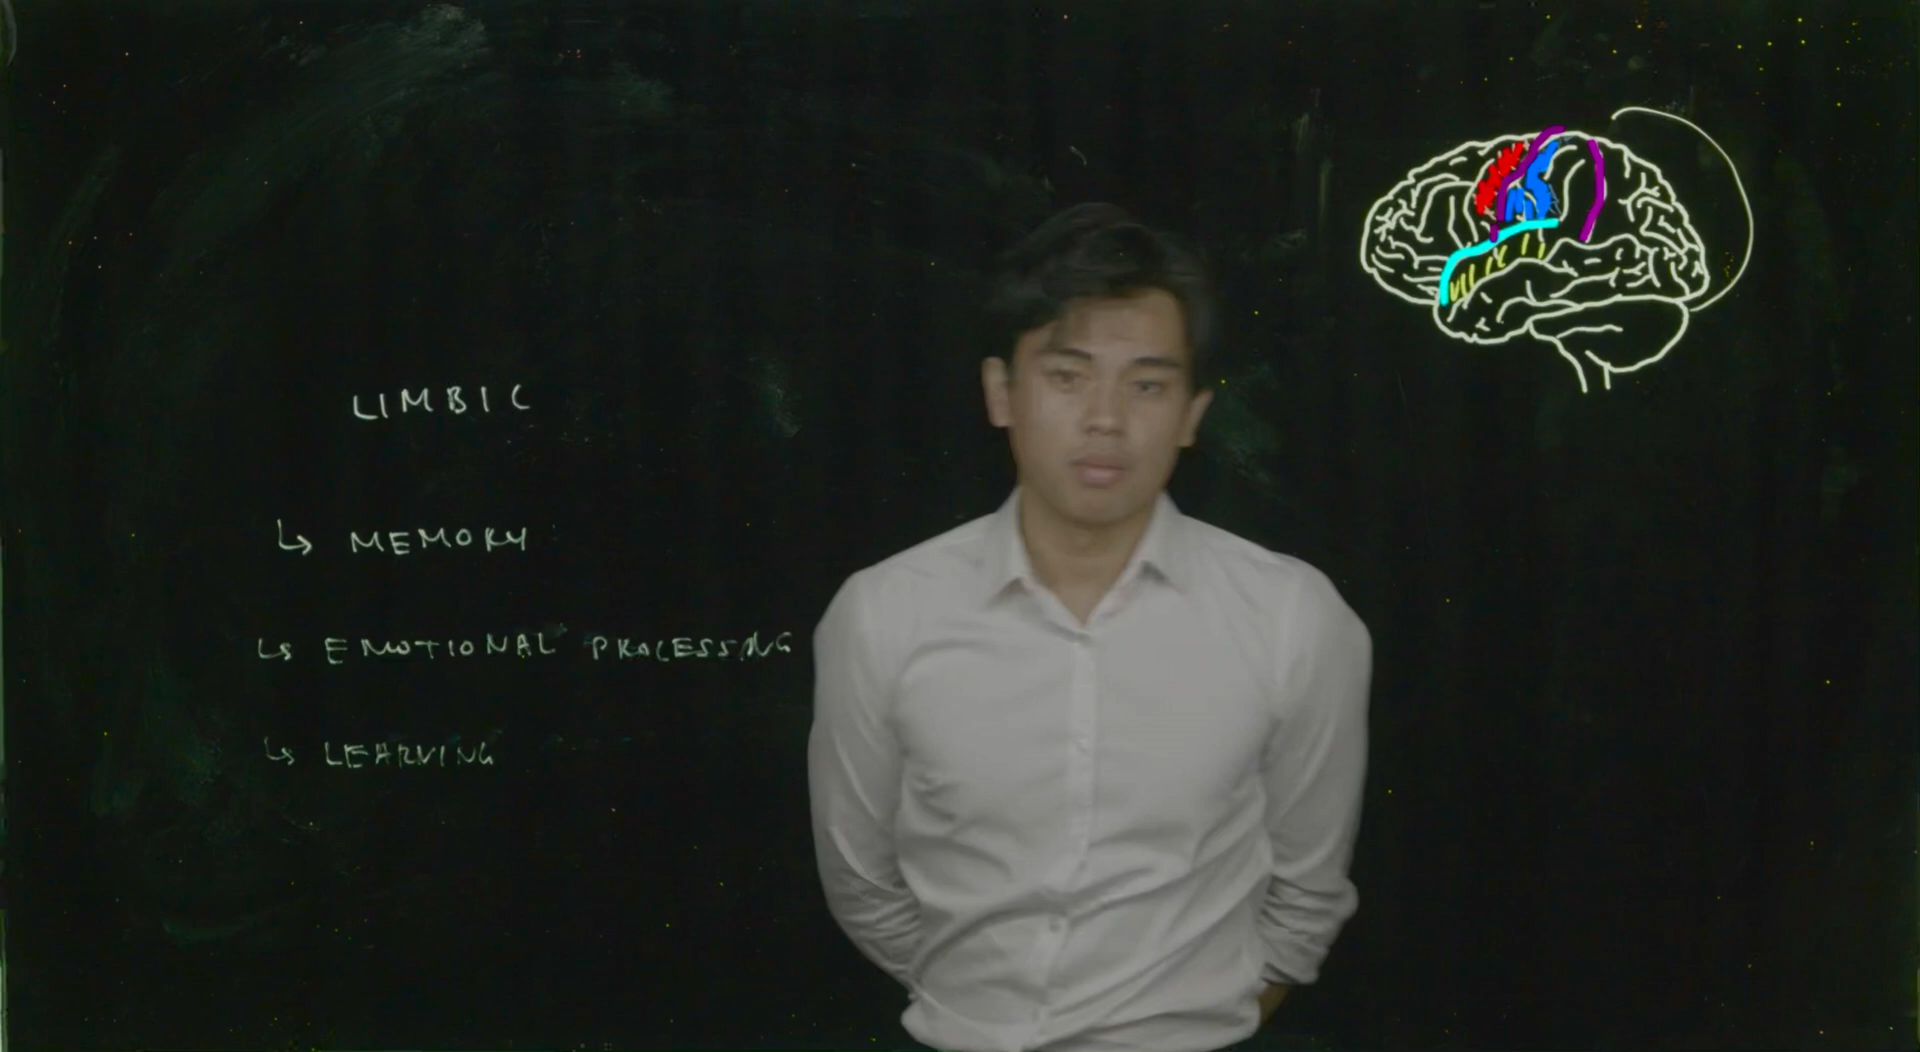 LIMBIC
↳ MEMORY
↳ EMOTIONAL PROCESSING
↳ LEARNING